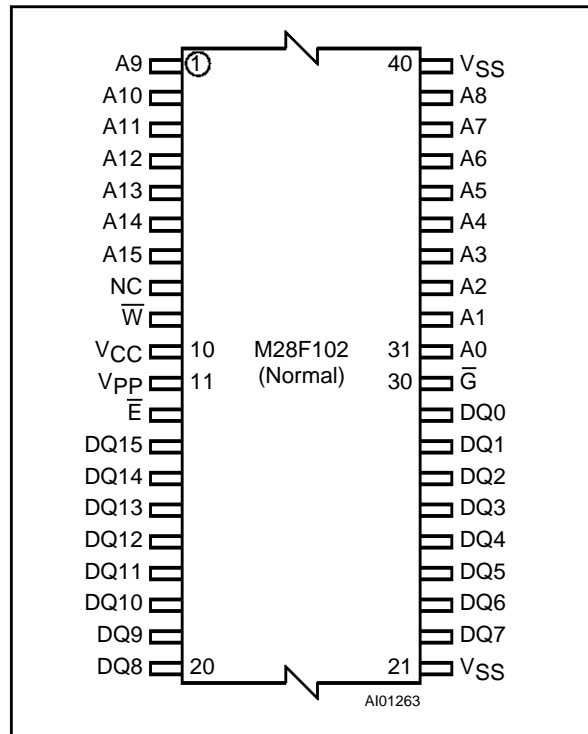 A9 1 40 VSS
A10 A8
A11 A7
A12 A6
A13 A5
A14 A4
A15 A3
NC A2
W̅ A1
VCC 10 M28F102 31 A0
VPP 11 (Normal) 30 G̅
E̅ DQ0
DQ15 DQ1
DQ14 DQ2
DQ13 DQ3
DQ12 DQ4
DQ11 DQ5
DQ10 DQ6
DQ9 DQ7
DQ8 20 21 VSS
AI01263